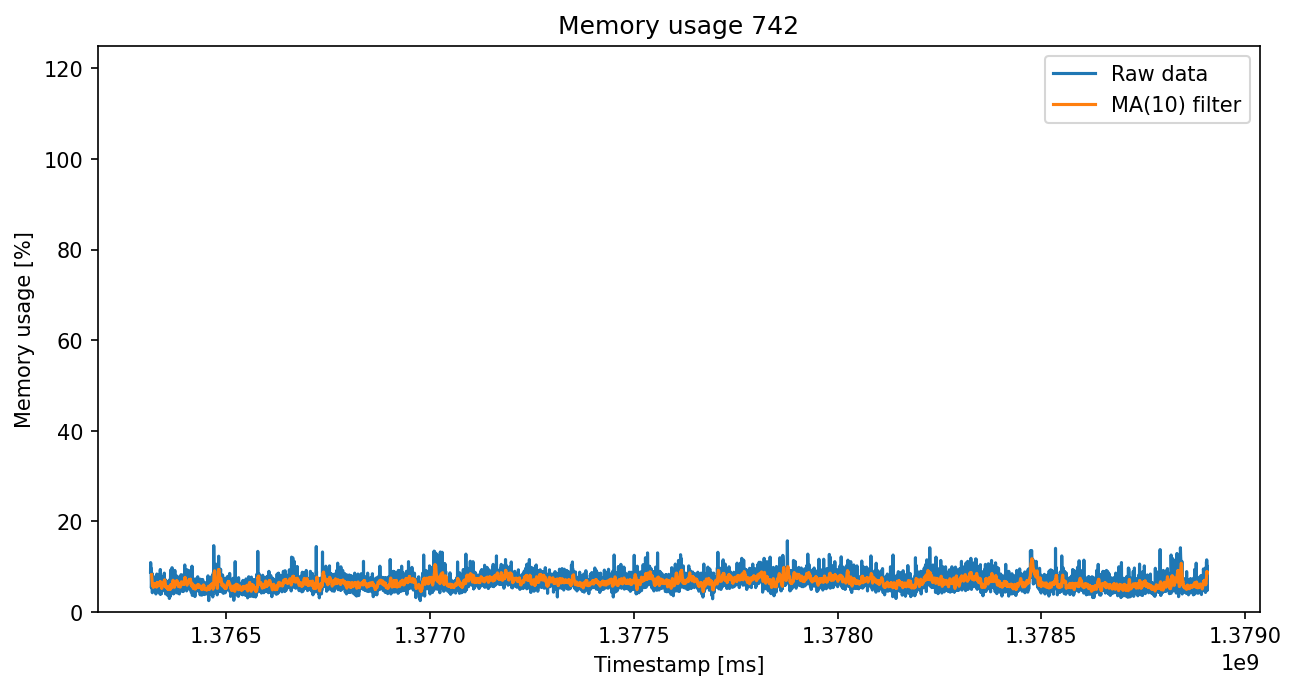 Memory usage 742
Raw data
MA(10) filter
Memory usage [%]
120
100
80
60
40
20
0
1.3765 1.3770 1.3775 1.3780 1.3785 1.3790
1e9
Timestamp [ms]